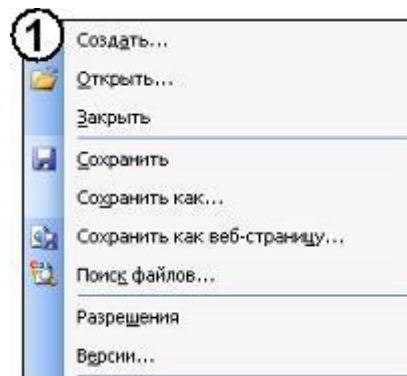 1
Создать...
Открыть...
Закрыть
Сохранить
Сохранить как...
Сохранить как веб-страницу...
Поиск файлов...
Разрешения
Версии...